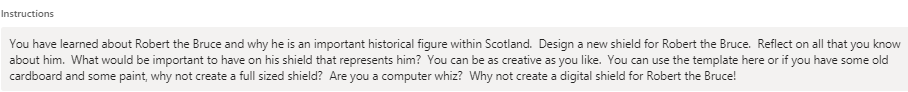 Instructions
You have learned about Robert the Bruce and why he is an important historical figure within Scotland.  Design a new shield for Robert the Bruce.  Reflect on all that you know
about him.  What would be important to have on his shield that represents him?  You can be as creative as you like.  You can use the template here or if you have some old
cardboard and some paint, why not create a full sized shield?  Are you a computer whiz?  Why not create a digital shield for Robert the Bruce!